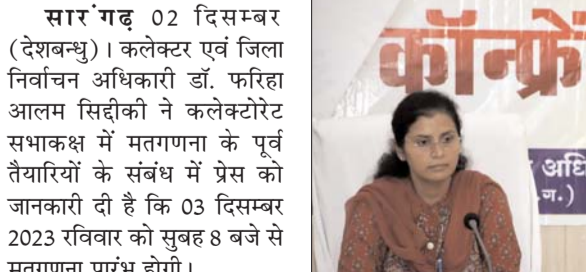 सारंगढ़ 02 दिसम्बर
(देशबन्धु)। कलेक्टर एवं जिला
निर्वाचन अधिकारी डॉ. फरिहा
आलम सिद्दीकी ने कलेक्टोरेट
सभाकक्ष में मतगणना के पूर्व
तैयारियों के संबंध में प्रेस को
जानकारी दी है कि 03 दिसम्बर
2023 रविवार को सुबह 8 बजे से
मतगणना प्रारंभ होगी।
कॉन्फ्रें
अधि
.ग.)